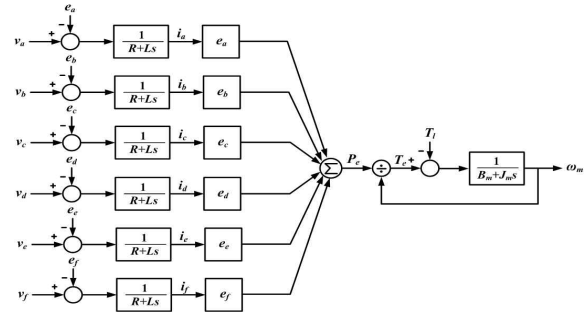 e_a
v_a + − 1/(R+Ls) i_a e_a
e_b
v_b + − 1/(R+Ls) i_b e_b
e_c
v_c + − 1/(R+Ls) i_c e_c
e_d
v_d + − 1/(R+Ls) i_d e_d
e_e
v_e + − 1/(R+Ls) i_e e_e
e_f
v_f + − 1/(R+Ls) i_f e_f
Σ P_e ÷ T_e + − T_l 1/(B_m+J_m s) ω_m